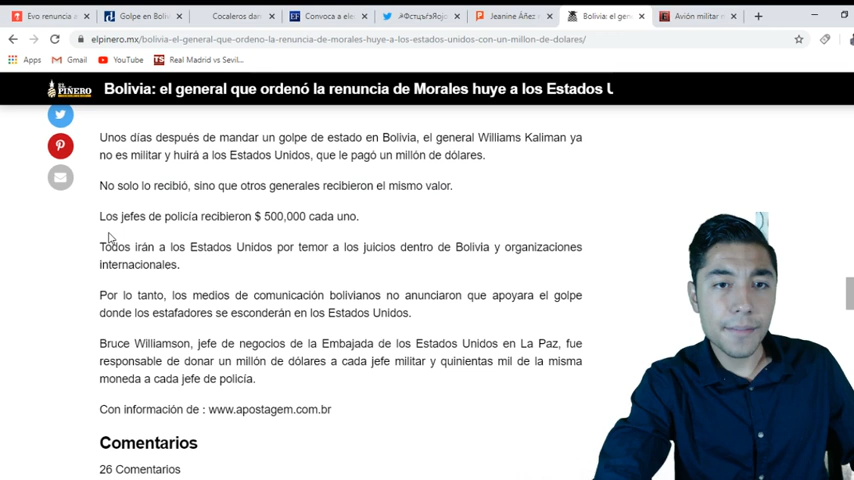 Evo renuncia a
Golpe en Bolivi
Cocaleros dan
Convoca a ele
Jeanine Áñez r
Bolivia: el gene
Avión militar n
elpinero.mx/bolivia-el-general-que-ordeno-la-renuncia-de-morales-huye-a-los-estados-unidos-con-un-millon-de-dolares/
Apps Gmail YouTube Real Madrid vs Sevil...
EL PIÑERO
Bolivia: el general que ordenó la renuncia de Morales huye a los Estados U
Unos días después de mandar un golpe de estado en Bolivia, el general Williams Kaliman ya
no es militar y huirá a los Estados Unidos, que le pagó un millón de dólares.
No solo lo recibió, sino que otros generales recibieron el mismo valor.
Los jefes de policía recibieron $ 500,000 cada uno.
Todos irán a los Estados Unidos por temor a los juicios dentro de Bolivia y organizaciones
internacionales.
Por lo tanto, los medios de comunicación bolivianos no anunciaron que apoyara el golpe
donde los estafadores se esconderán en los Estados Unidos.
Bruce Williamson, jefe de negocios de la Embajada de los Estados Unidos en La Paz, fue
responsable de donar un millón de dólares a cada jefe militar y quinientas mil de la misma
moneda a cada jefe de policía.
Con información de : www.apostagem.com.br
Comentarios
26 Comentarios